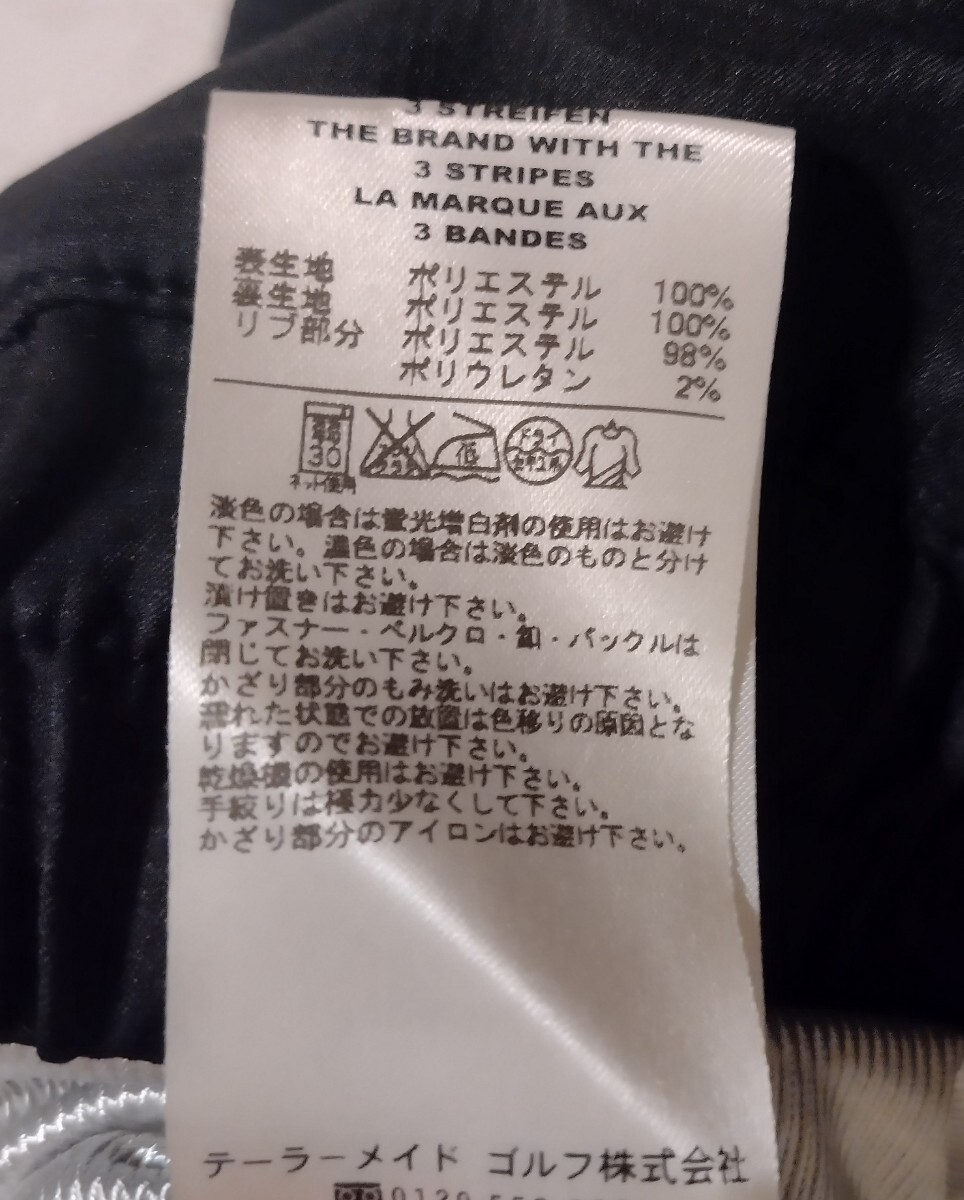 3 STREIFEN
THE BRAND WITH THE
3 STRIPES
LA MARQUE AUX
3 BANDES
表生地 ポリエステル 100%
裏生地 ポリエステル 100%
リブ部分 ポリエステル 98%
ポリウレタン 2%
弱 30 低 ドライ
ネット使用
淡色の場合は蛍光増白剤の使用はお避け
下さい。濃色の場合は淡色のものと分け
てお洗い下さい。
漬け置きはお避け下さい。
ファスナー・ベルクロ・釦・バックルは
閉じてお洗い下さい。
かざり部分のもみ洗いはお避け下さい。
濡れた状態での放置は色移りの原因とな
りますのでお避け下さい。
乾燥機の使用はお避け下さい。
手絞りは極力少なくして下さい。
かざり部分のアイロンはお避け下さい。
テーラーメイド ゴルフ株式会社
0120